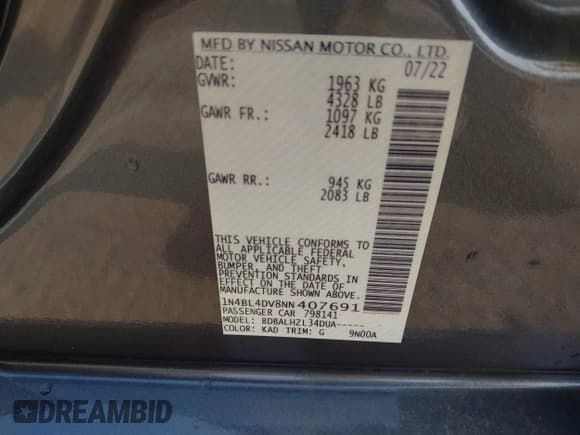 MFD BY NISSAN MOTOR CO., LTD.
DATE: 07/22
GVWR: 1963 KG
4328 LB
GAWR FR.: 1097 KG
2418 LB
GAWR RR.: 945 KG
2083 LB
THIS VEHICLE CONFORMS TO
ALL APPLICABLE FEDERAL
MOTOR VEHICLE SAFETY,
BUMPER, AND THEFT
PREVENTION STANDARDS IN
EFFECT ON THE DATE OF
MANUFACTURE SHOWN ABOVE.
1N4BL4DV8NN407691
PASSENGER CAR 798141
MODEL: BDBALHZL34DUA-----
COLOR: KAD TRIM: G 9N00A
DREAMBID